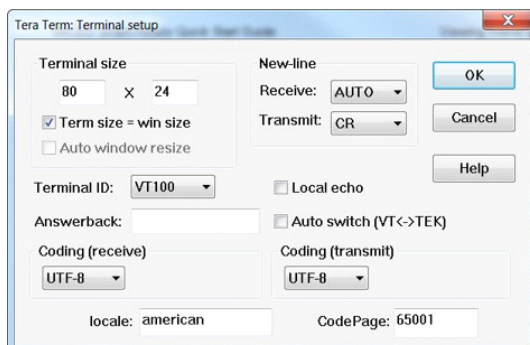 Tera Term: Terminal setup
Terminal size
80 X 24
Term size = win size
Auto window resize
New-line
Receive: AUTO
Transmit: CR
OK
Cancel
Help
Terminal ID: VT100
Local echo
Answerback:
Auto switch (VT<->TEK)
Coding (receive)
UTF-8
Coding (transmit)
UTF-8
locale: american
CodePage: 65001